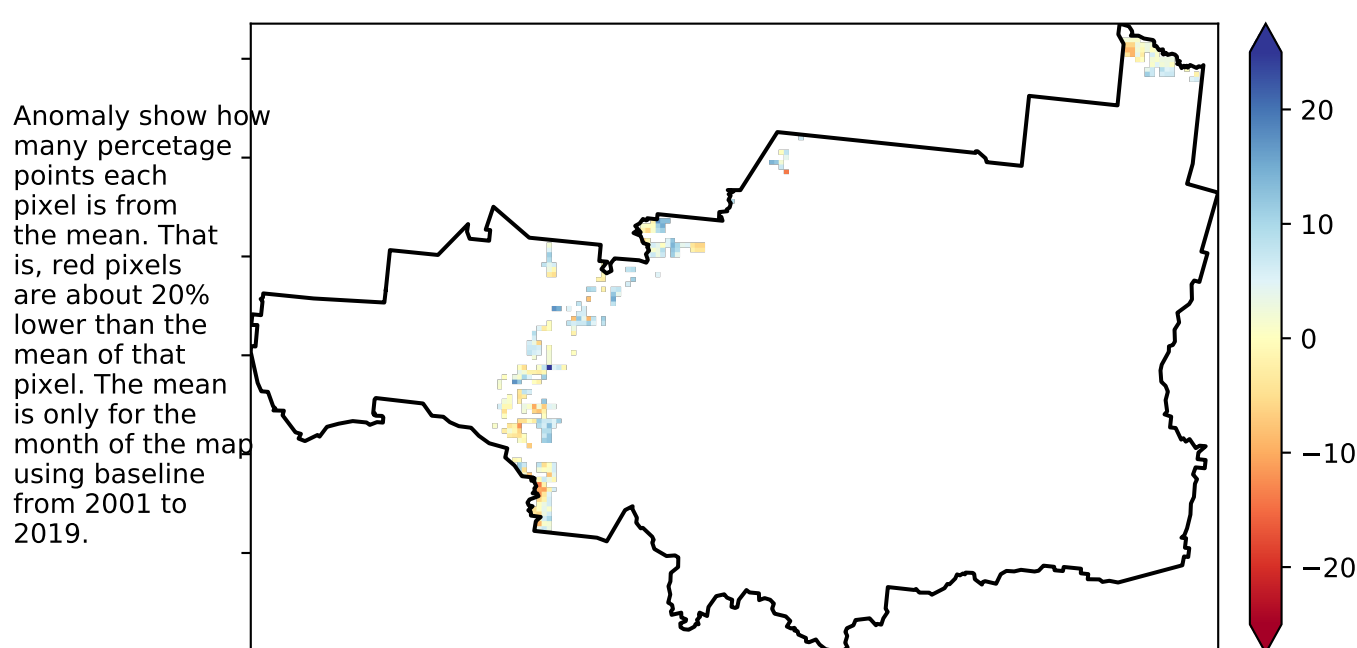 Anomaly show how
many percetage
points each
pixel is from
the mean. That
is, red pixels
are about 20%
lower than the
mean of that
pixel. The mean
is only for the
month of the map
using baseline
from 2001 to
2019.
20
10
0
−10
−20